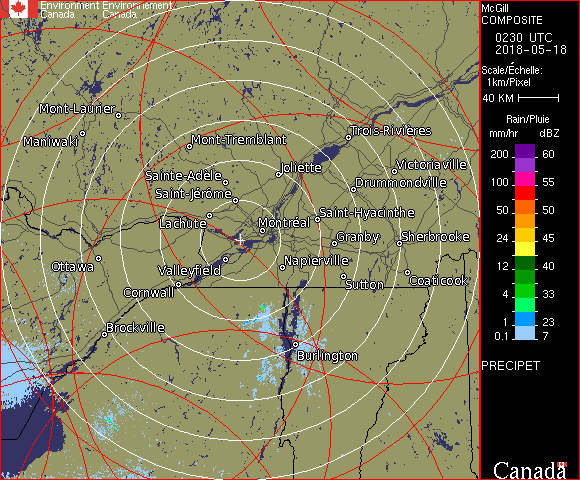 Environment Environnement
Canada Canada
McGill
COMPOSITE
0230 UTC
2018-05-18
Scale/Échelle:
1km/Pixel
40 KM
Rain/Pluie
mm/hr dBZ
200 60
55
100 55
50 50
24 45
12 40
4 33
1 23
0.1 7
PRECIPET
Canada
Mont-Laurier
Maniwaki
Mont-Tremblant
Trois-Rivières
Joliette
Victoriaville
Sainte-Adèle
Drummondville
Saint-Jérôme
Saint-Hyacinthe
Lachute
Montréal
Granby
Sherbrooke
Ottawa
Valleyfield
Napierville
Cornwall
Sutton
Coaticook
Brockville
Burlington